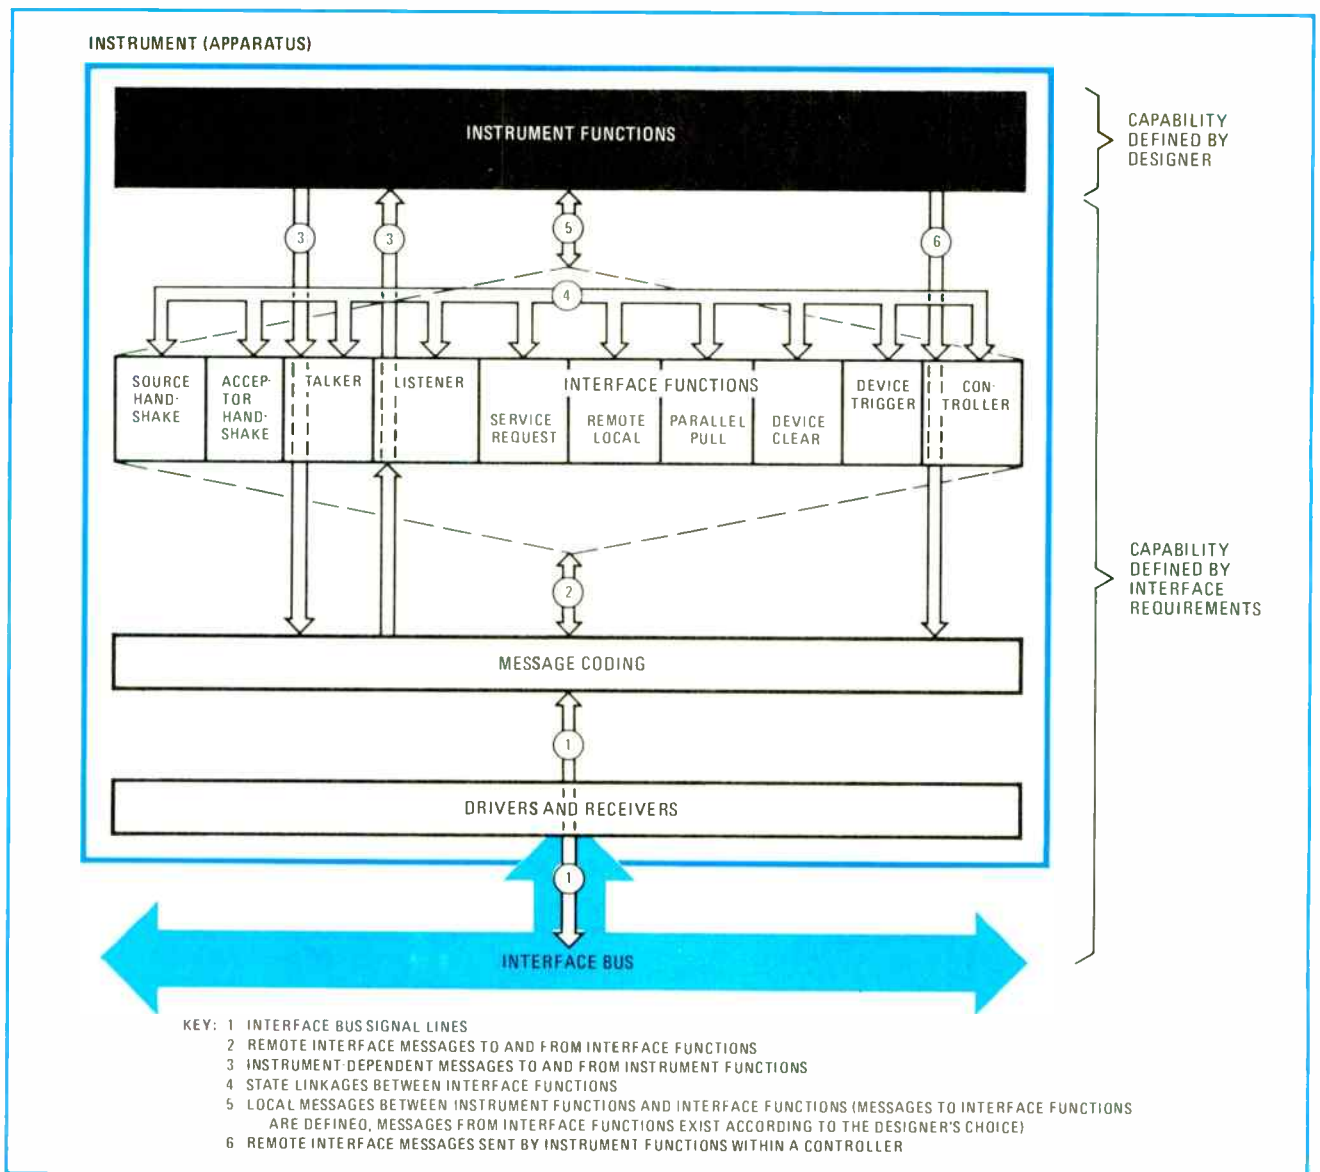 INSTRUMENT (APPARATUS)
INSTRUMENT FUNCTIONS
CAPABILITY
DEFINED BY
DESIGNER
3
3
5
6
4
SOURCE
HAND-
SHAKE
ACCEP-
TOR
HAND-
SHAKE
TALKER
LISTENER
INTERFACE FUNCTIONS
SERVICE
REQUEST
REMOTE
LOCAL
PARALLEL
PULL
DEVICE
CLEAR
DEVICE
TRIGGER
CON-
TROLLER
2
CAPABILITY
DEFINED BY
INTERFACE
REQUIREMENTS
MESSAGE CODING
1
DRIVERS AND RECEIVERS
1
INTERFACE BUS
KEY: 1 INTERFACE BUS SIGNAL LINES
2 REMOTE INTERFACE MESSAGES TO AND FROM INTERFACE FUNCTIONS
3 INSTRUMENT-DEPENDENT MESSAGES TO AND FROM INSTRUMENT FUNCTIONS
4 STATE LINKAGES BETWEEN INTERFACE FUNCTIONS
5 LOCAL MESSAGES BETWEEN INSTRUMENT FUNCTIONS AND INTERFACE FUNCTIONS (MESSAGES TO INTERFACE FUNCTIONS
ARE DEFINED, MESSAGES FROM INTERFACE FUNCTIONS EXIST ACCORDING TO THE DESIGNER'S CHOICE)
6 REMOTE INTERFACE MESSAGES SENT BY INSTRUMENT FUNCTIONS WITHIN A CONTROLLER